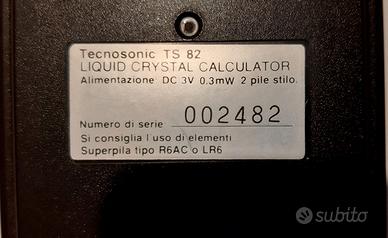 Tecnosonic TS 82
LIQUID CRYSTAL CALCULATOR
Alimentazione DC 3V 0.3mW 2 pile stilo.
Numero di serie 002482
Si consiglia l uso di elementi
Superpila tipo R6AC o LR6
subito